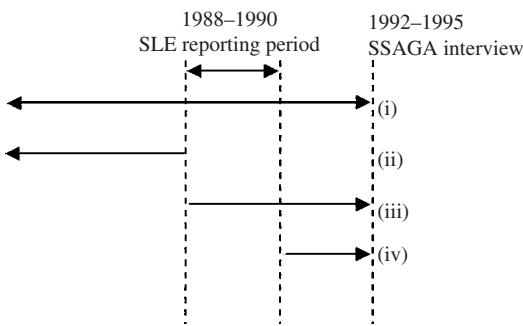 1988–1990
SLE reporting period
1992–1995
SSAGA interview
(i)
(ii)
(iii)
(iv)